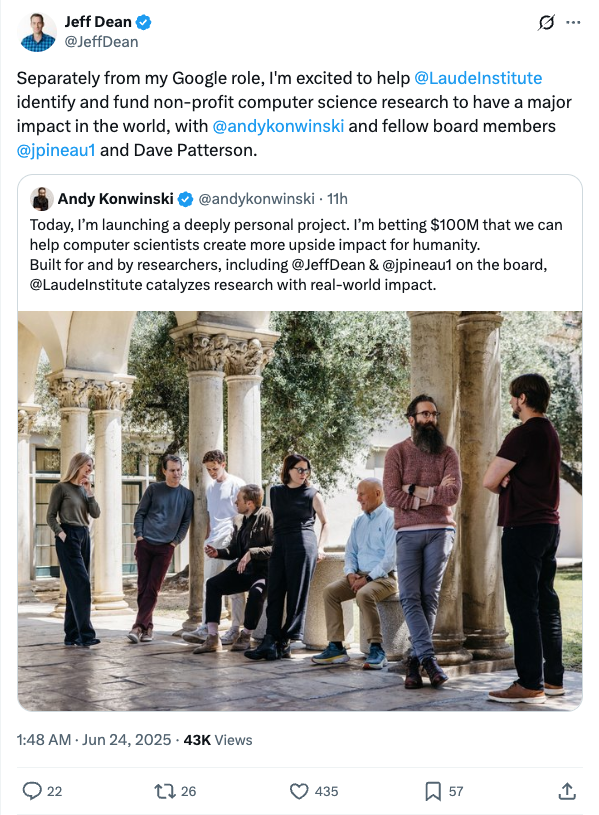 Jeff Dean
@JeffDean
Separately from my Google role, I'm excited to help @LaudeInstitute
identify and fund non-profit computer science research to have a major
impact in the world, with @andykonwinski and fellow board members
@jpineau1 and Dave Patterson.
Andy Konwinski @andykonwinski · 11h
Today, I’m launching a deeply personal project. I’m betting $100M that we can
help computer scientists create more upside impact for humanity.
Built for and by researchers, including @JeffDean & @jpineau1 on the board,
@LaudeInstitute catalyzes research with real-world impact.
1:48 AM · Jun 24, 2025 · 43K Views
22 26 435 57